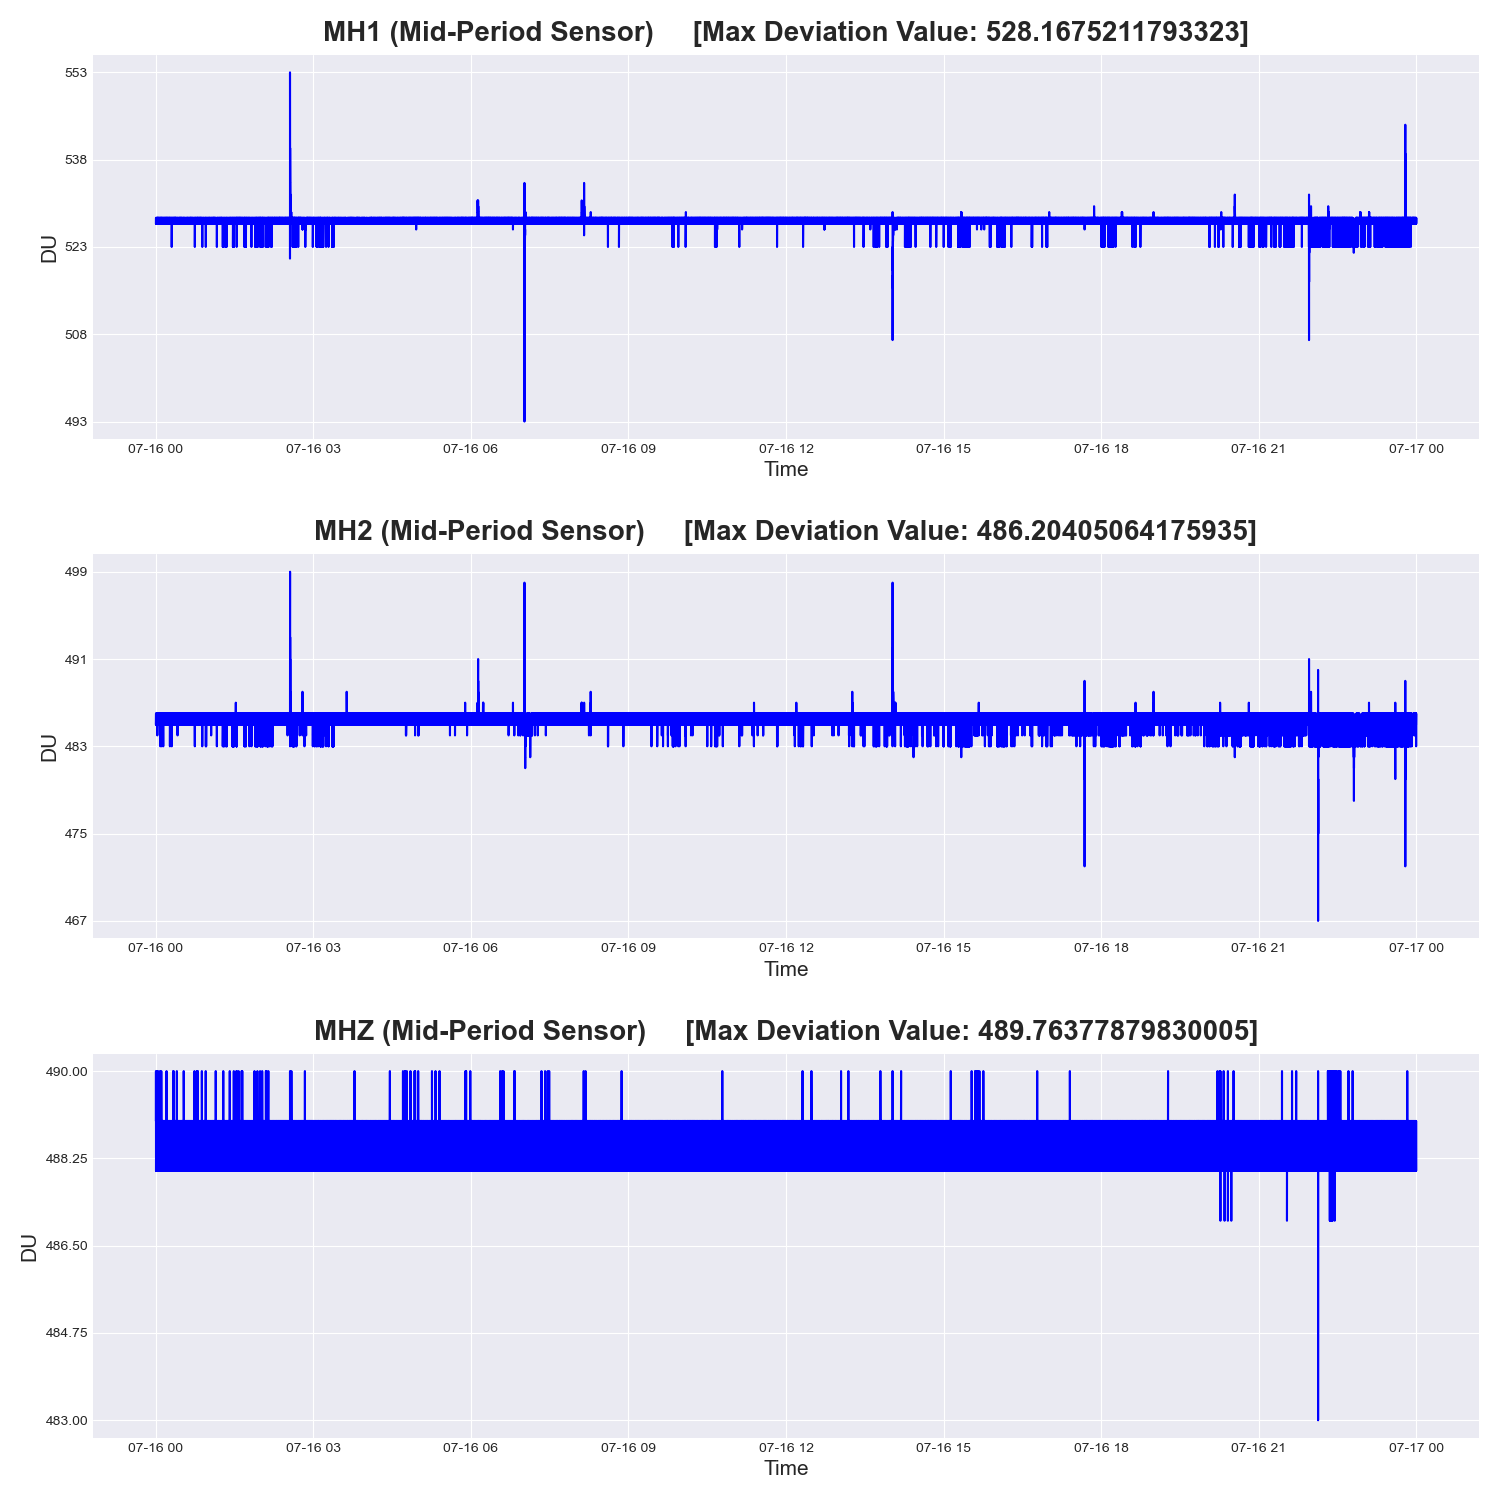 MH1 (Mid-Period Sensor) [Max Deviation Value: 528.1675211793323]
553
538
523
508
493
DU
07-16 00 07-16 03 07-16 06 07-16 09 07-16 12 07-16 15 07-16 18 07-16 21 07-17 00
Time
MH2 (Mid-Period Sensor) [Max Deviation Value: 486.20405064175935]
499
491
483
475
467
DU
07-16 00 07-16 03 07-16 06 07-16 09 07-16 12 07-16 15 07-16 18 07-16 21 07-17 00
Time
MHZ (Mid-Period Sensor) [Max Deviation Value: 489.76377879830005]
490.00
488.25
486.50
484.75
483.00
DU
07-16 00 07-16 03 07-16 06 07-16 09 07-16 12 07-16 15 07-16 18 07-16 21 07-17 00
Time